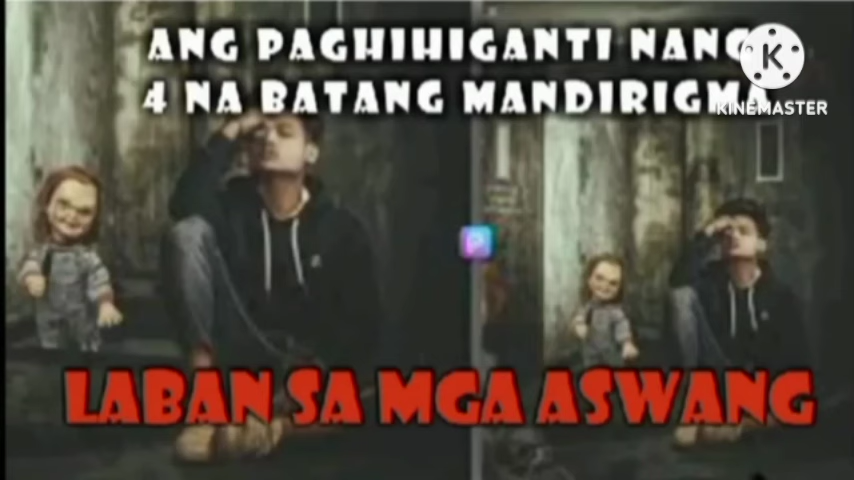 ANG PAGHIHIGANTI NANG
4 NA BATANG MANDIRIGMA
KINEMASTER
LABAN SA MGA ASWANG